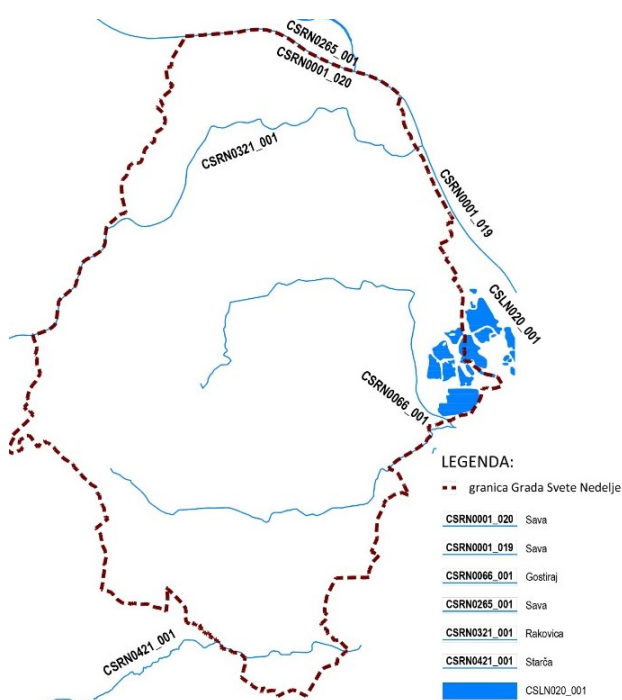 CSRN0265_001
CSRN0001_020
CSRN0321_001
CSRN0001_019
CSLN020_001
CSRN0066_001
CSRN0421_001
LEGENDA:
granica Grada Svete Nedelje
CSRN0001_020 Sava
CSRN0001_019 Sava
CSRN0066_001 Gostiraj
CSRN0265_001 Sava
CSRN0321_001 Rakovica
CSRN0421_001 Starča
CSLN020_001